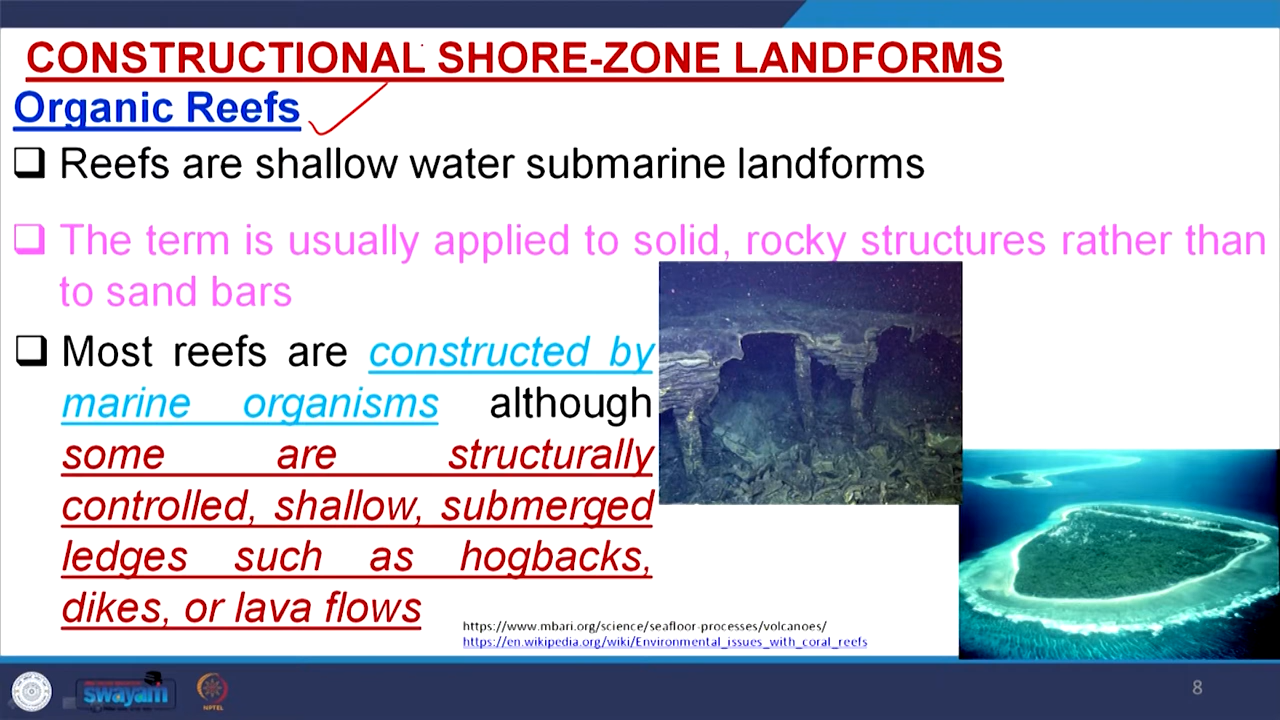 CONSTRUCTIONAL SHORE-ZONE LANDFORMS
Organic Reefs
Reefs are shallow water submarine landforms
The term is usually applied to solid, rocky structures rather than
to sand bars
Most reefs are constructed by
marine organisms although
some are structurally
controlled, shallow, submerged
ledges such as hogbacks,
dikes, or lava flows
https://www.mbari.org/science/seafloor-processes/volcanoes/
https://en.wikipedia.org/wiki/Environmental_issues_with_coral_reefs
swayam
NPTEL
8